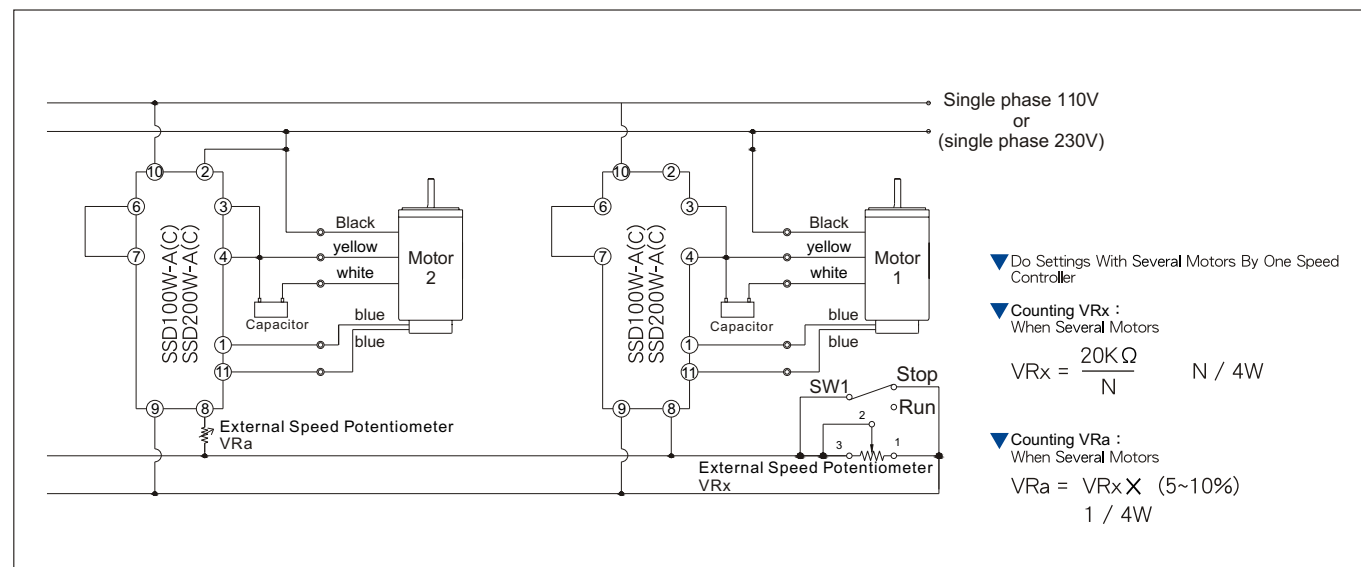 Single phase 110V
or
(single phase 230V)
10
2
6
3
7
4
SSD100W-A(C)
SSD200W-A(C)
1
11
9
8
Black
yellow
white
Capacitor
blue
blue
Motor
2
External Speed Potentiometer
VRa
10
2
6
3
7
4
SSD100W-A(C)
SSD200W-A(C)
1
11
9
8
Black
yellow
white
Capacitor
blue
blue
Motor
1
SW1
Stop
Run
2
3
1
External Speed Potentiometer
VRx
Do Settings With Several Motors By One Speed
Controller
Counting VRx :
When Several Motors
VRx = 20KΩ / N N / 4W
Counting VRa :
When Several Motors
VRa = VRx X (5~10%)
1 / 4W